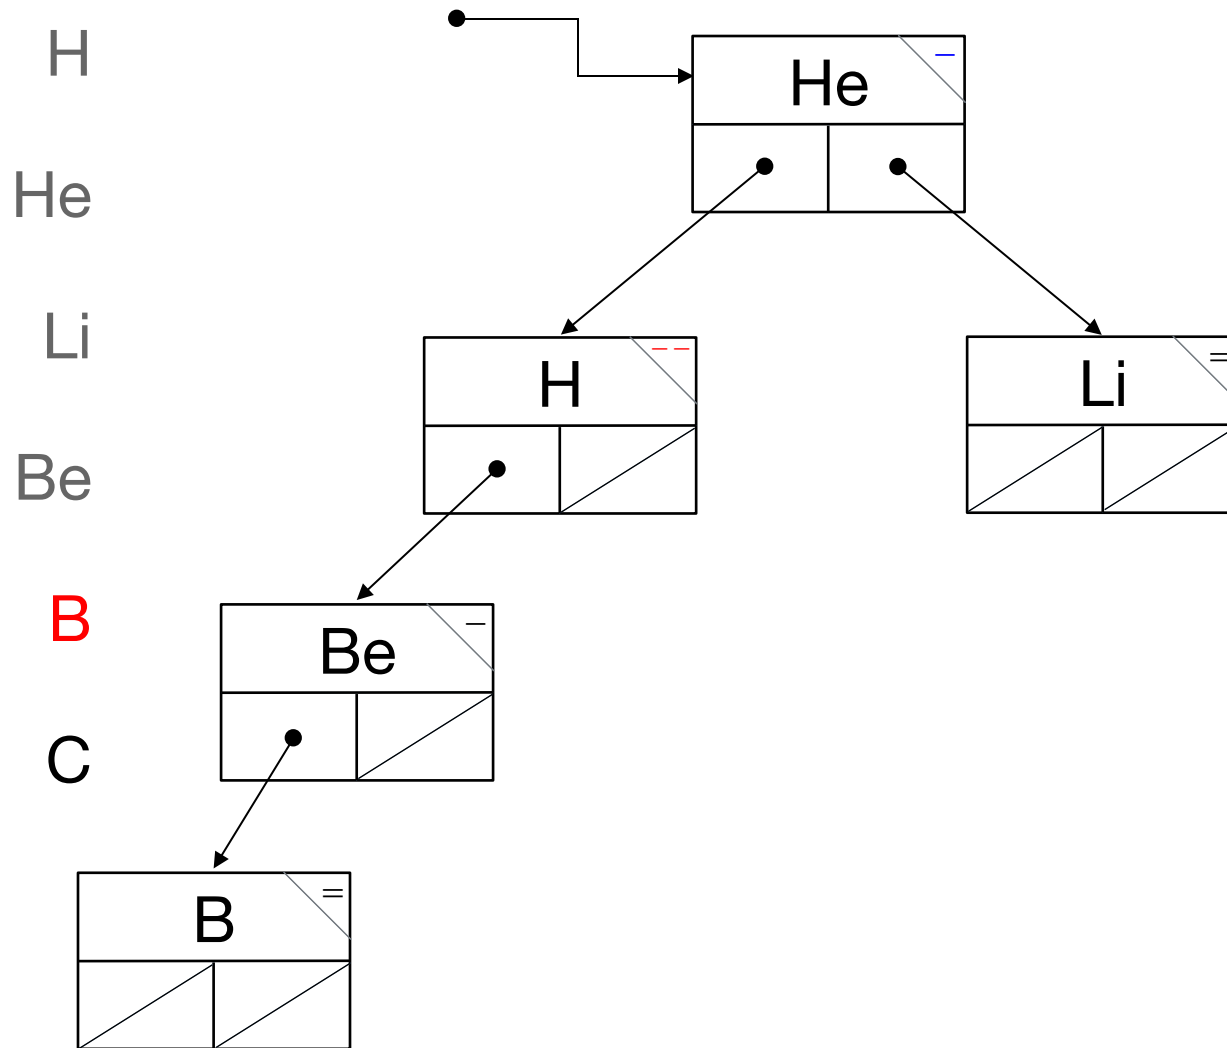 H
He
Li
Be
B
C
He
–
H
– –
Li
=
Be
–
B
=